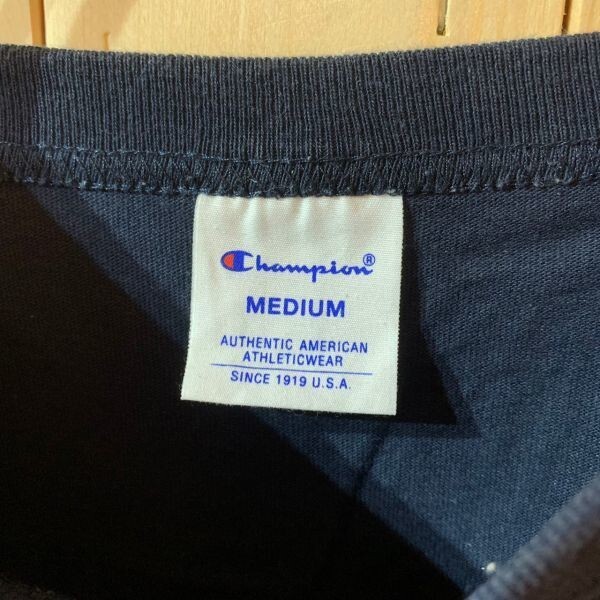 Champion®
MEDIUM
AUTHENTIC AMERICAN
ATHLETICWEAR
SINCE 1919 U.S.A.